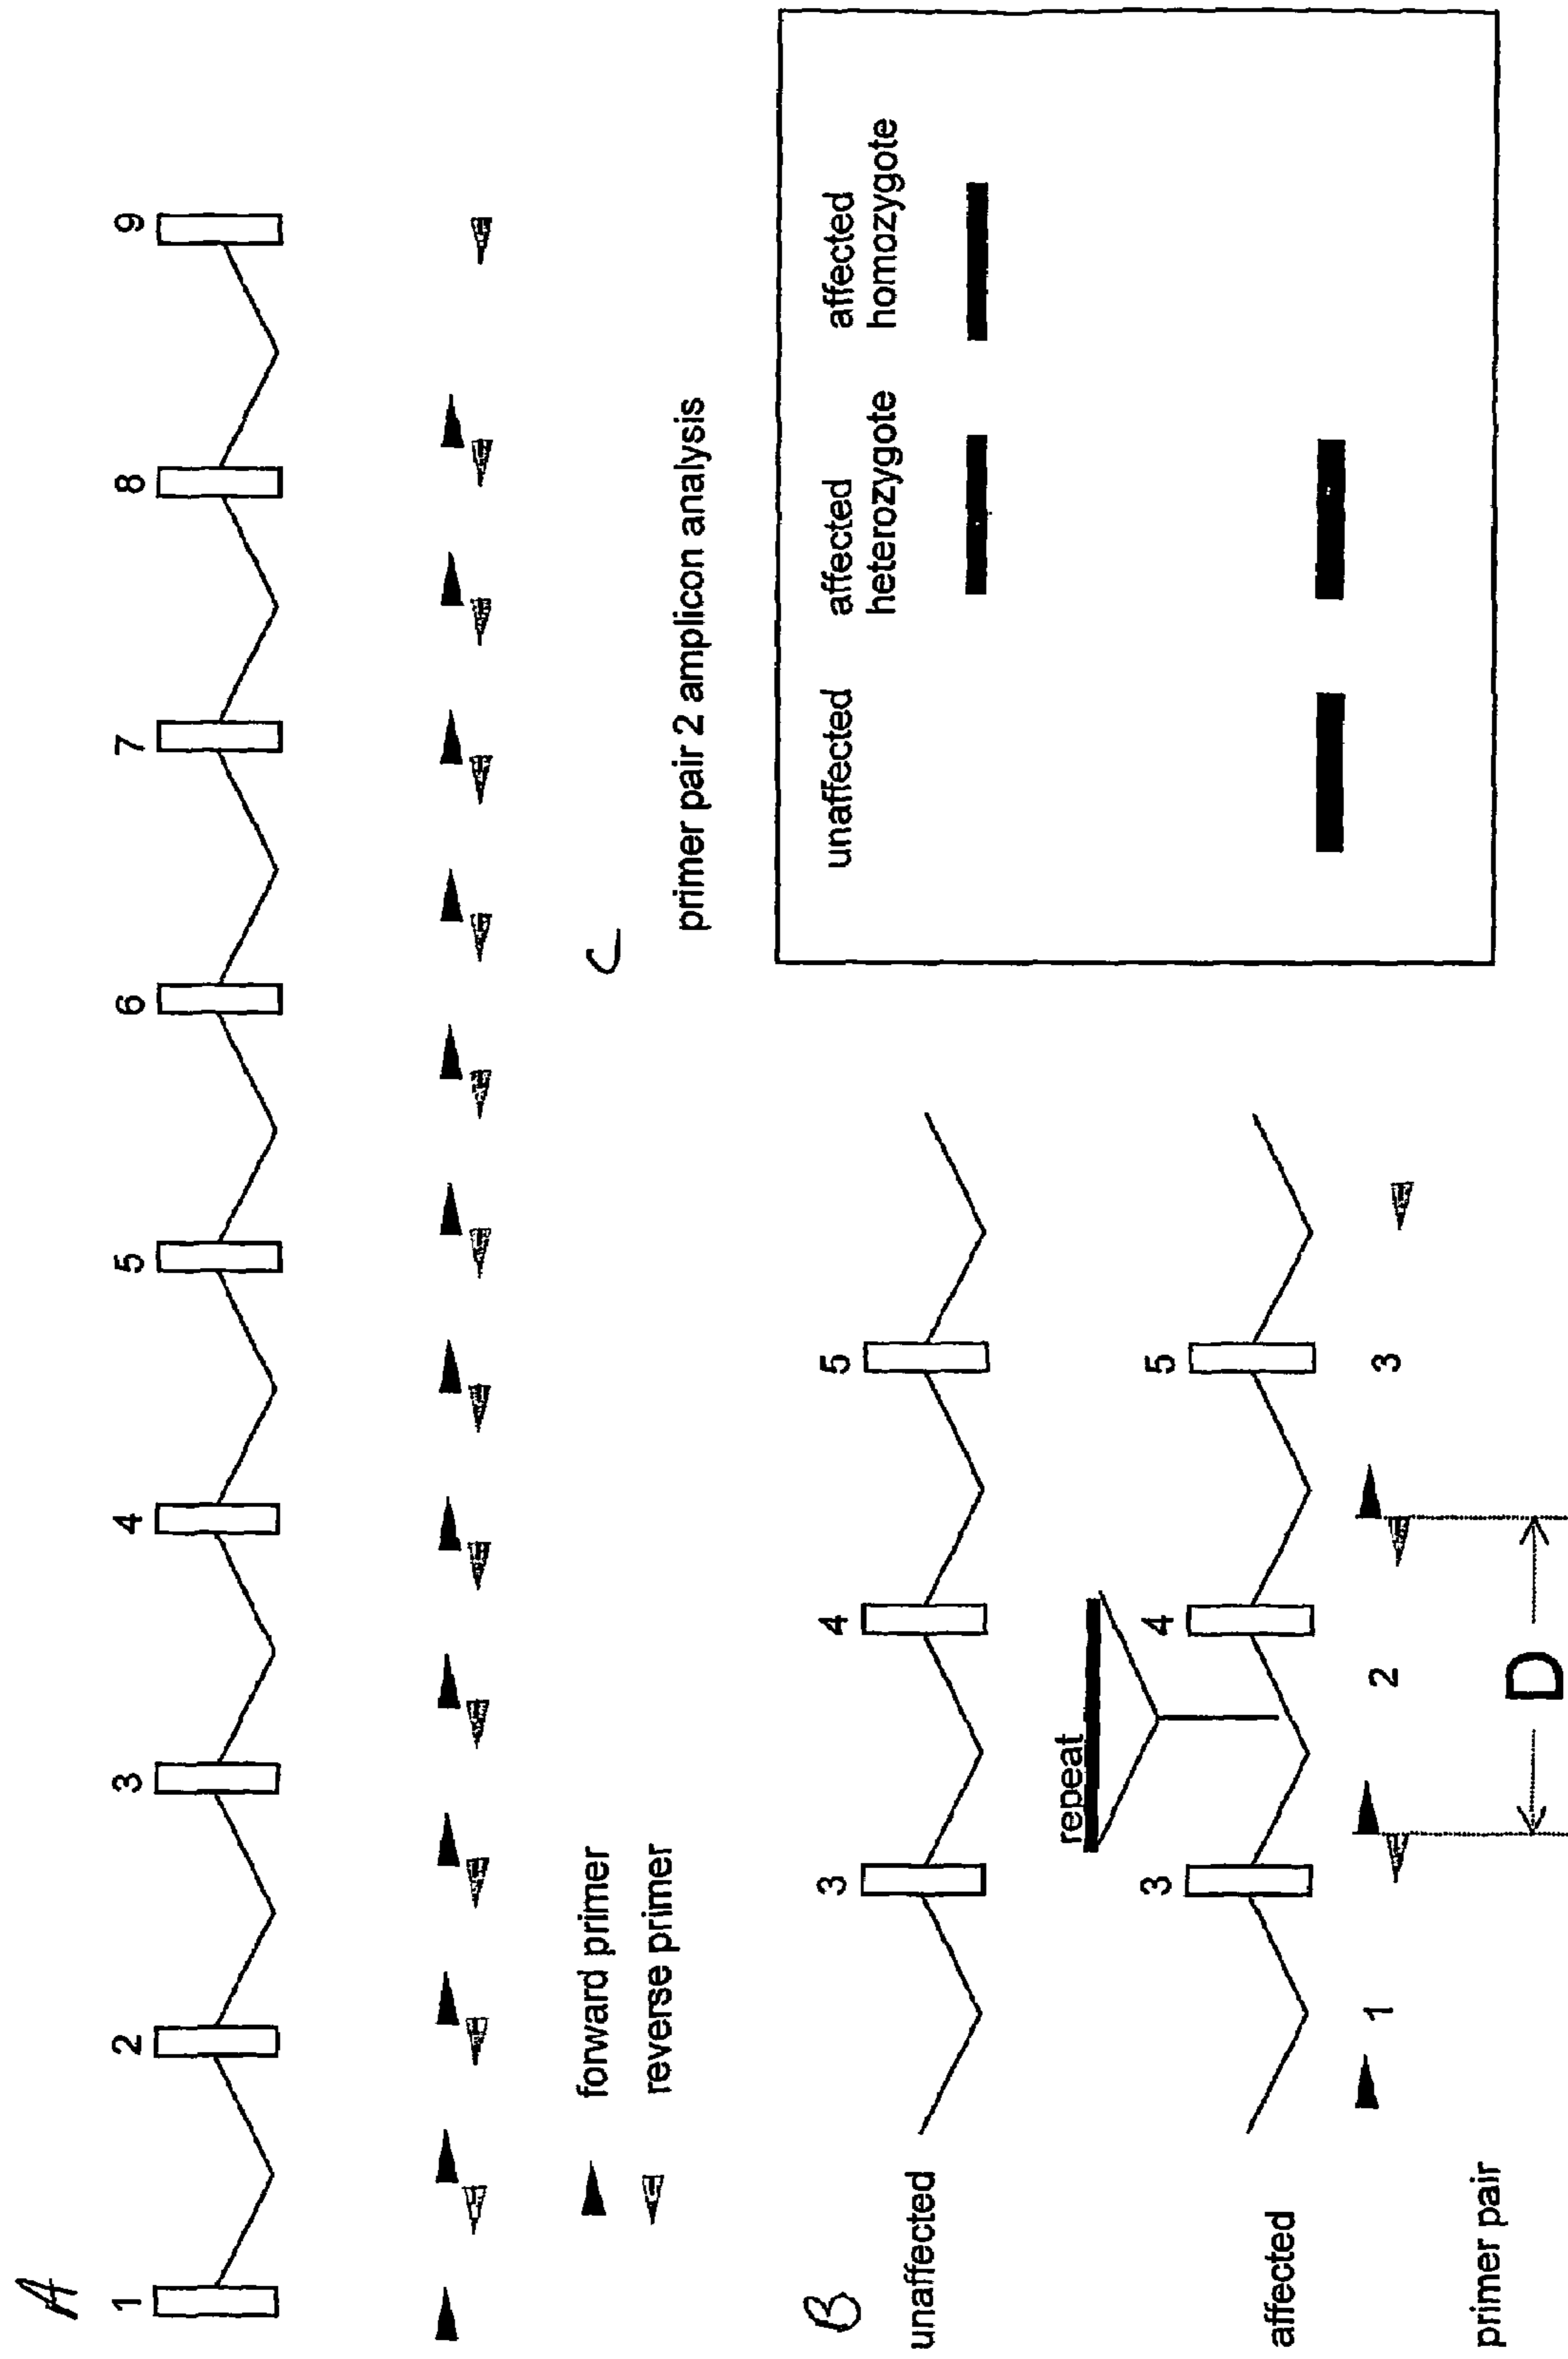 A
1 2 3 4 5 6 7 8 9
forward primer
reverse primer
B
unaffected
3 4 5
repeat
affected
3 4 5
primer pair
1 2 3
D
C
primer pair 2 amplicon analysis
unaffected
affected
heterozygote
affected
homozygote